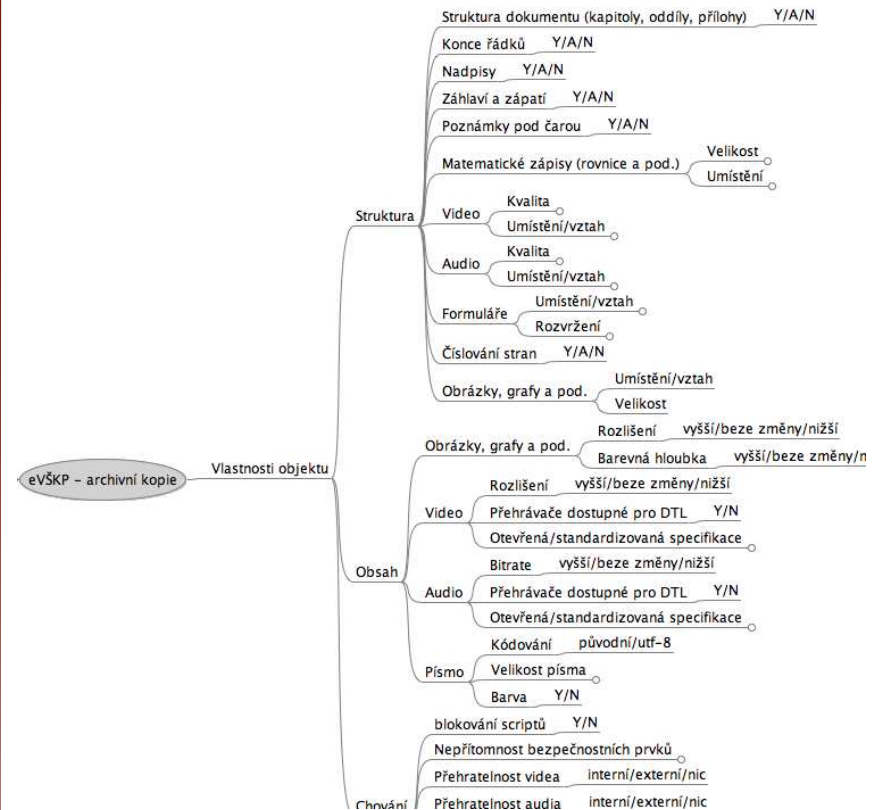 Struktura dokumentu (kapitoly, oddíly, přílohy) Y/A/N
Konce řádků Y/A/N
Nadpisy Y/A/N
Záhlaví a zápatí Y/A/N
Poznámky pod čarou Y/A/N
Matematické zápisy (rovnice a pod.)
Velikost
Umístění
Struktura
Video
Kvalita
Umístění/vztah
Audio
Kvalita
Umístění/vztah
Formuláře
Umístění/vztah
Rozvržení
Číslování stran Y/A/N
Obrázky, grafy a pod.
Umístění/vztah
Velikost
eVŠKP – archivní kopie
Vlastnosti objektu
Obsah
Obrázky, grafy a pod.
Rozlišení vyšší/beze změny/nižší
Barevná hloubka vyšší/beze změny/n
Video
Rozlišení vyšší/beze změny/nižší
Přehrávače dostupné pro DTL Y/N
Otevřená/standardizovaná specifikace
Audio
Bitrate vyšší/beze změny/nižší
Přehrávače dostupné pro DTL Y/N
Otevřená/standardizovaná specifikace
Písmo
Kódování původní/utf-8
Velikost písma
Barva Y/N
Chování
blokování scriptů Y/N
Nepřítomnost bezpečnostních prvků
Přehratelnost videa interní/externí/nic
Přehratelnost audia interní/externí/nic